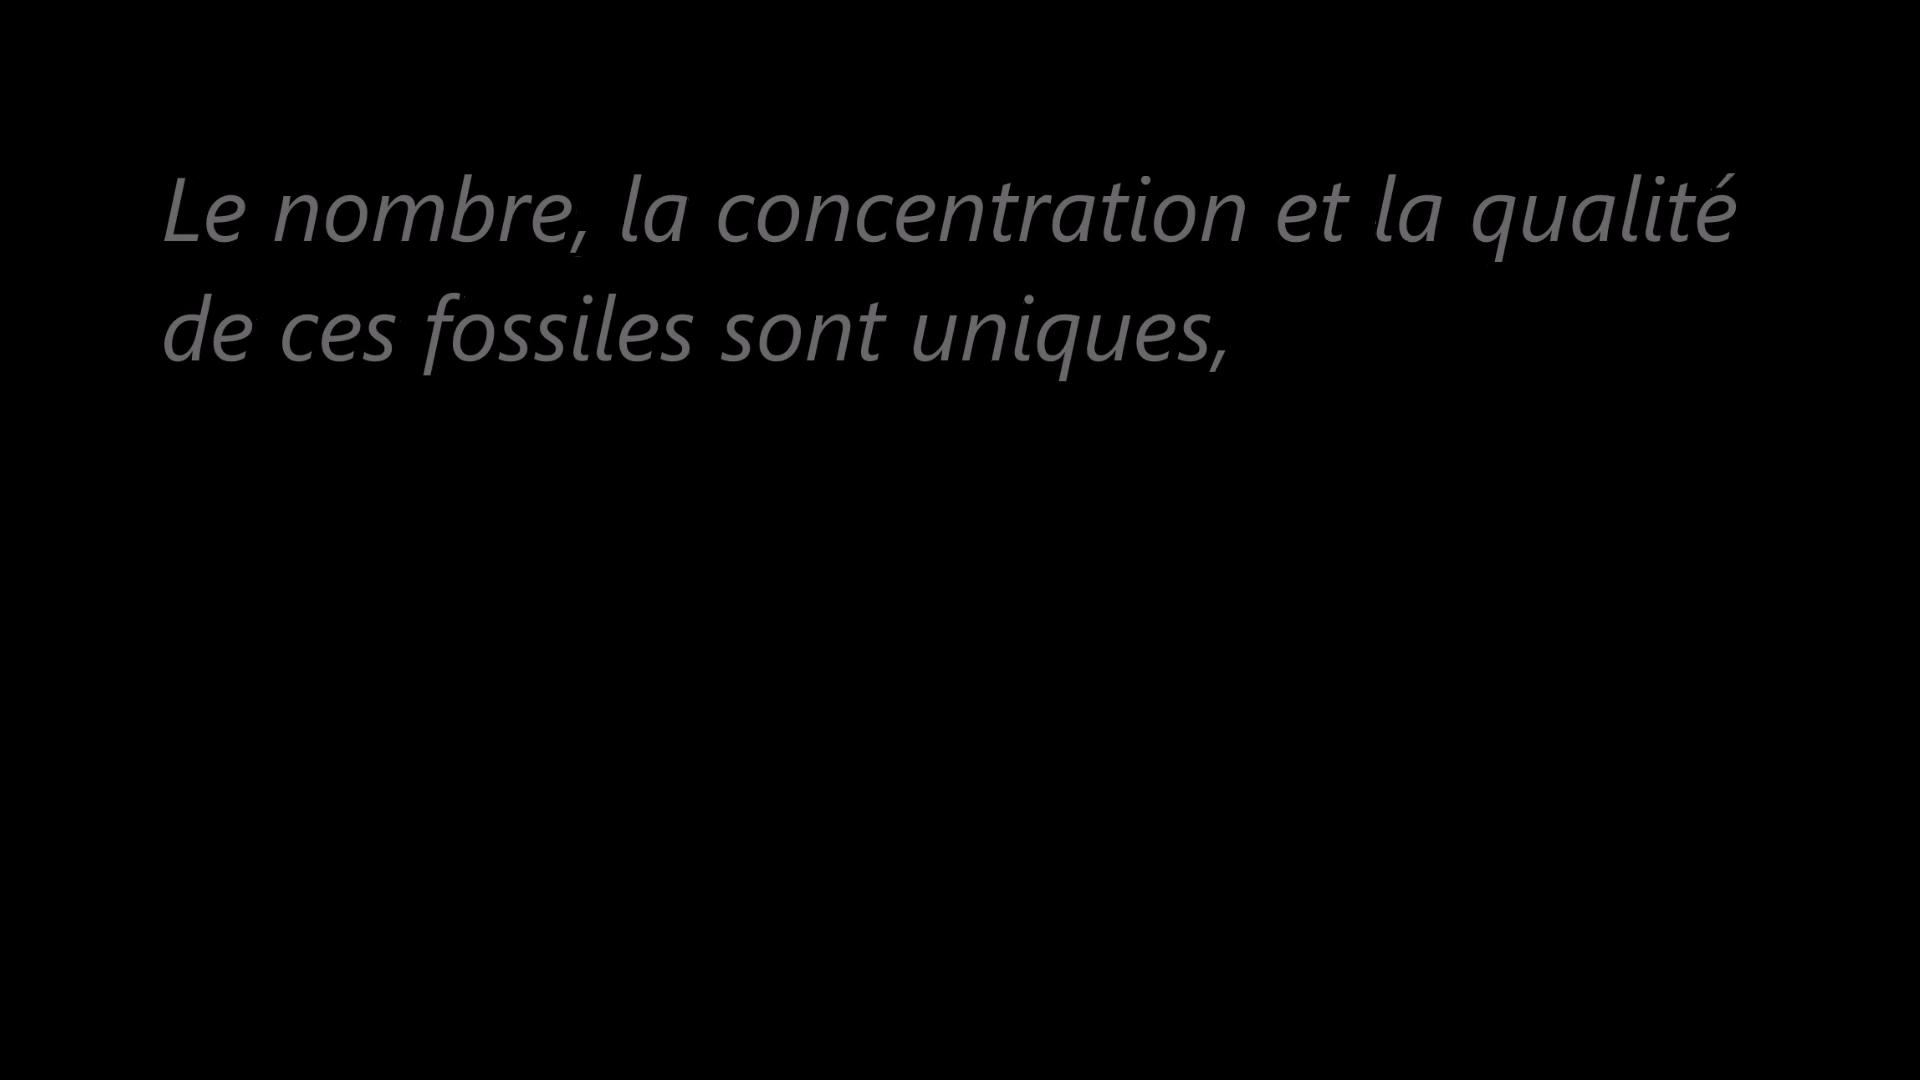 Le nombre, la concentration et la qualité
de ces fossiles sont uniques,